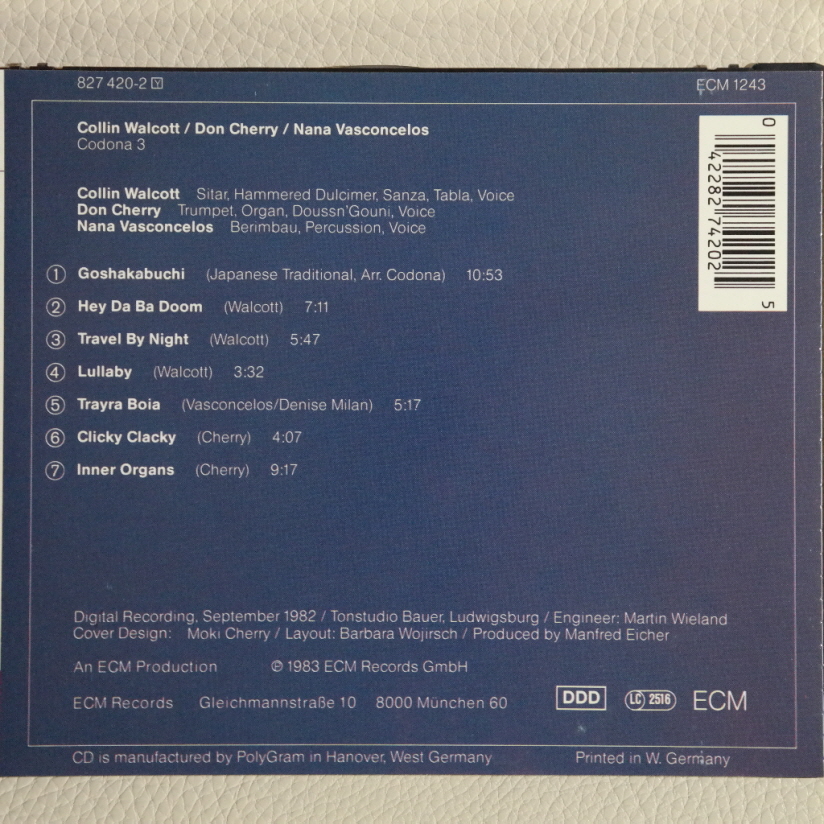 827 420-2 Y ECM 1243
Collin Walcott / Don Cherry / Nana Vasconcelos
Codona 3
Collin Walcott Sitar, Hammered Dulcimer, Sanza, Tabla, Voice
Don Cherry Trumpet, Organ, Doussn'Gouni, Voice
Nana Vasconcelos Berimbau, Percussion, Voice
0 42282 74202 5
① Goshakabuchi (Japanese Traditional, Arr. Codona) 10:53
② Hey Da Ba Doom (Walcott) 7:11
③ Travel By Night (Walcott) 5:47
④ Lullaby (Walcott) 3:32
⑤ Trayra Boia (Vasconcelos/Denise Milan) 5:17
⑥ Clicky Clacky (Cherry) 4:07
⑦ Inner Organs (Cherry) 9:17
Digital Recording, September 1982 / Tonstudio Bauer, Ludwigsburg / Engineer: Martin Wieland
Cover Design: Moki Cherry / Layout: Barbara Wojirsch / Produced by Manfred Eicher
An ECM Production ℗ 1983 ECM Records GmbH
ECM Records Gleichmannstraße 10 8000 München 60 DDD LC 2516 ECM
CD is manufactured by PolyGram in Hanover, West Germany Printed in W. Germany